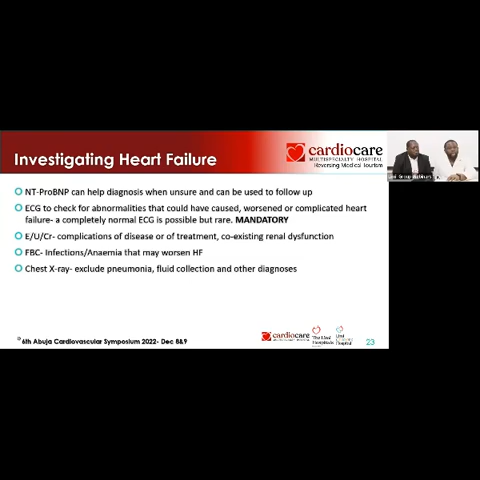 Investigating Heart Failure
cardiocare
MULTISPECIALTY HOSPITAL
Reversing Medical Tourism
NT-ProBNP can help diagnosis when unsure and can be used to follow up
ECG to check for abnormalities that could have caused, worsened or complicated heart
failure- a completely normal ECG is possible but rare. MANDATORY
E/U/Cr- complications of disease or of treatment, co-existing renal dysfunction
FBC- Infections/Anaemia that may worsen HF
Chest X-ray- exclude pneumonia, fluid collection and other diagnoses
6th Abuja Cardiovascular Symposium 2022- Dec 8&9
cardiocare
23